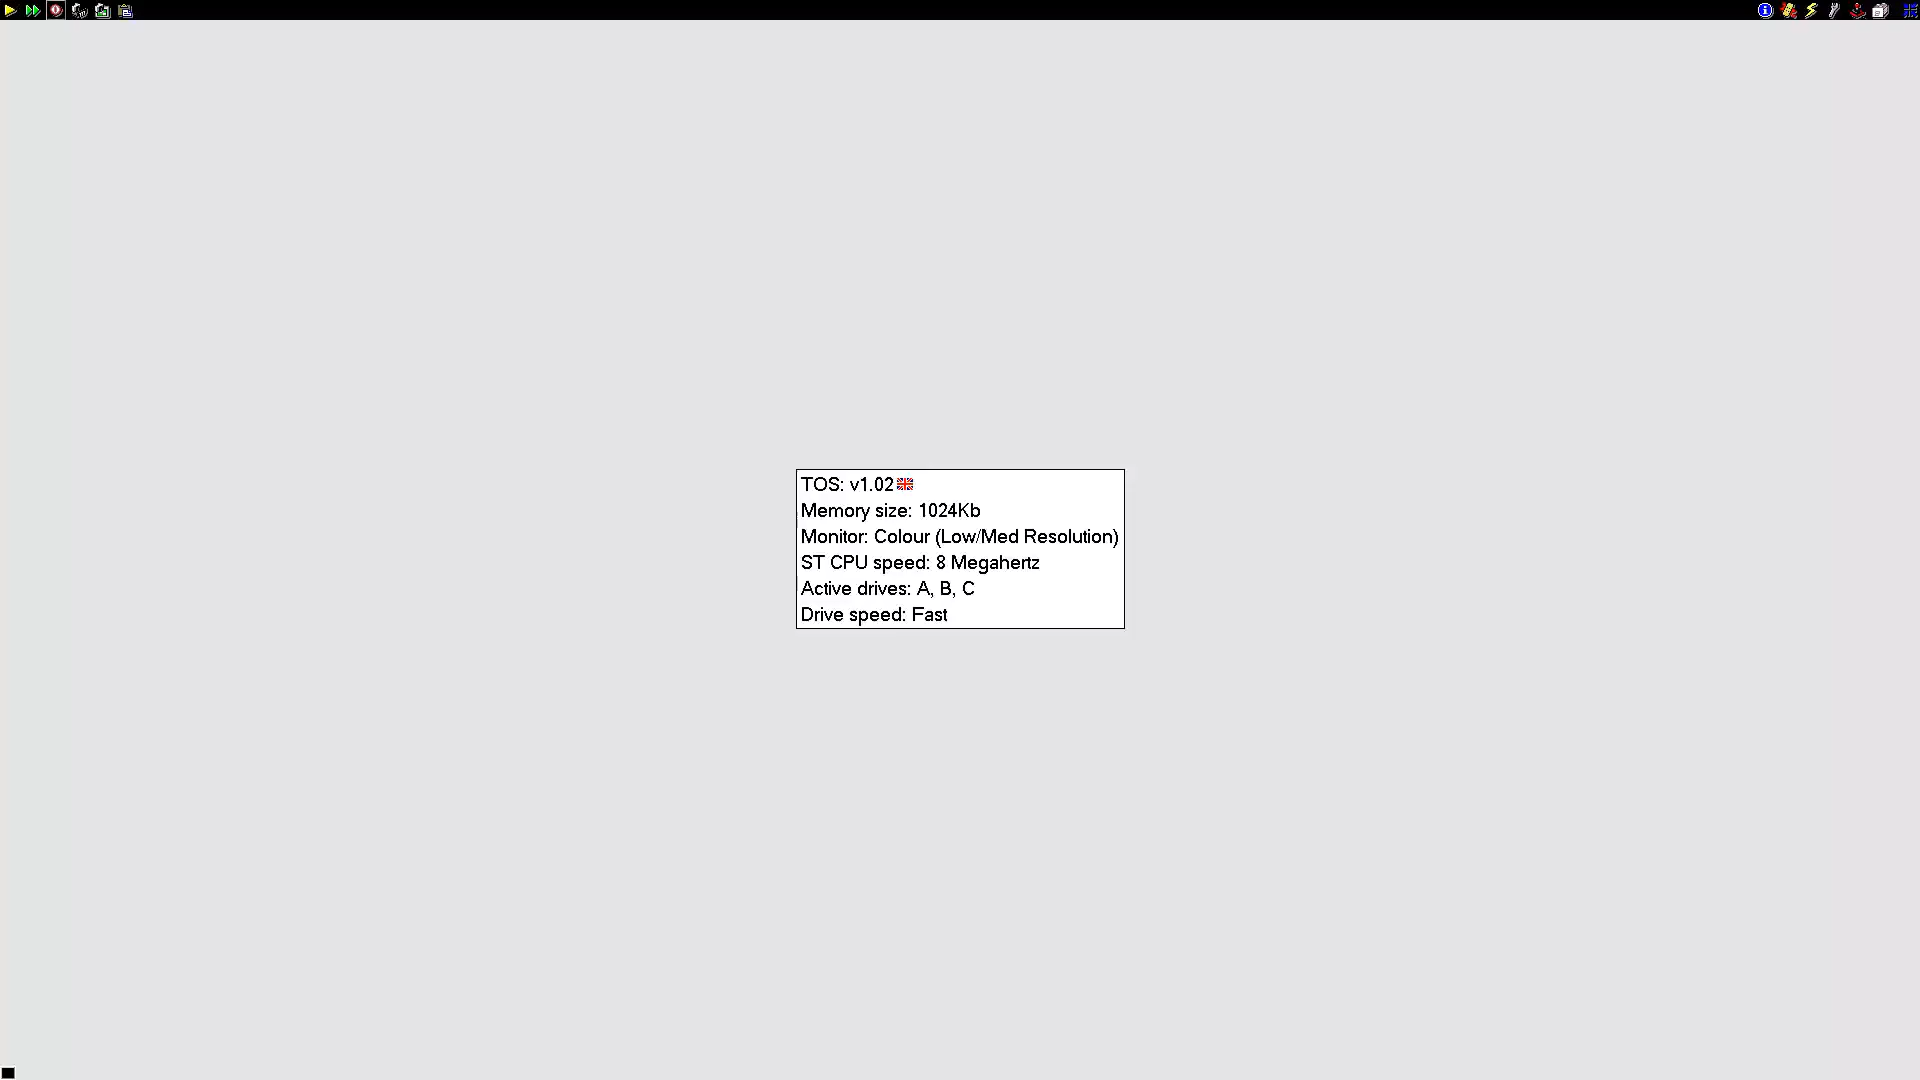 TOS: v1.02
Memory size: 1024Kb
Monitor: Colour (Low/Med Resolution)
ST CPU speed: 8 Megahertz
Active drives: A, B, C
Drive speed: Fast